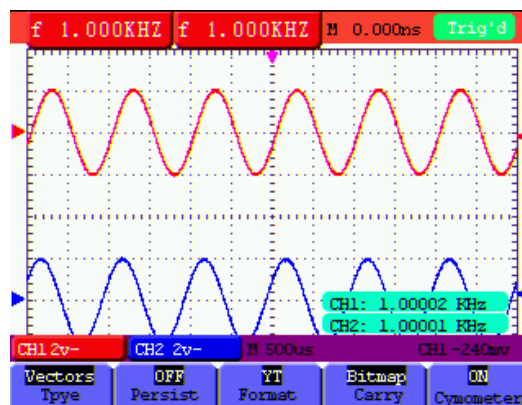 f 1.000KHZ f 1.000KHZ M 0.000ns Trig'd
CH1: 1.00002 KHz
CH2: 1.00001 KHz
CH1 2v~ CH2 2v~ M 500us CH1 -240mv
Vectors OFF YT Bitmap ON
Tpye Persist Format Carry Cymometer